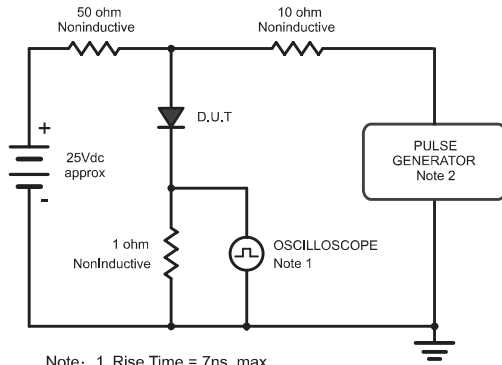 50 ohm
Noninductive
10 ohm
Noninductive
D.U.T
+
25Vdc
approx
-
PULSE
GENERATOR
Note 2
1 ohm
NonInductive
OSCILLOSCOPE
Note 1
Note: 1. Rise Time = 7ns max